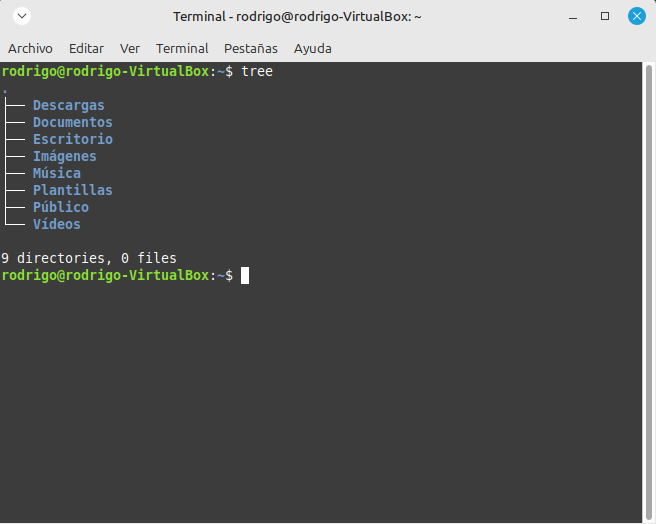 Terminal - rodrigo@rodrigo-VirtualBox: ~
Archivo Editar Ver Terminal Pestañas Ayuda
rodrigo@rodrigo-VirtualBox:~$ tree
.
├── Descargas
├── Documentos
├── Escritorio
├── Imágenes
├── Música
├── Plantillas
├── Público
└── Vídeos
9 directories, 0 files
rodrigo@rodrigo-VirtualBox:~$